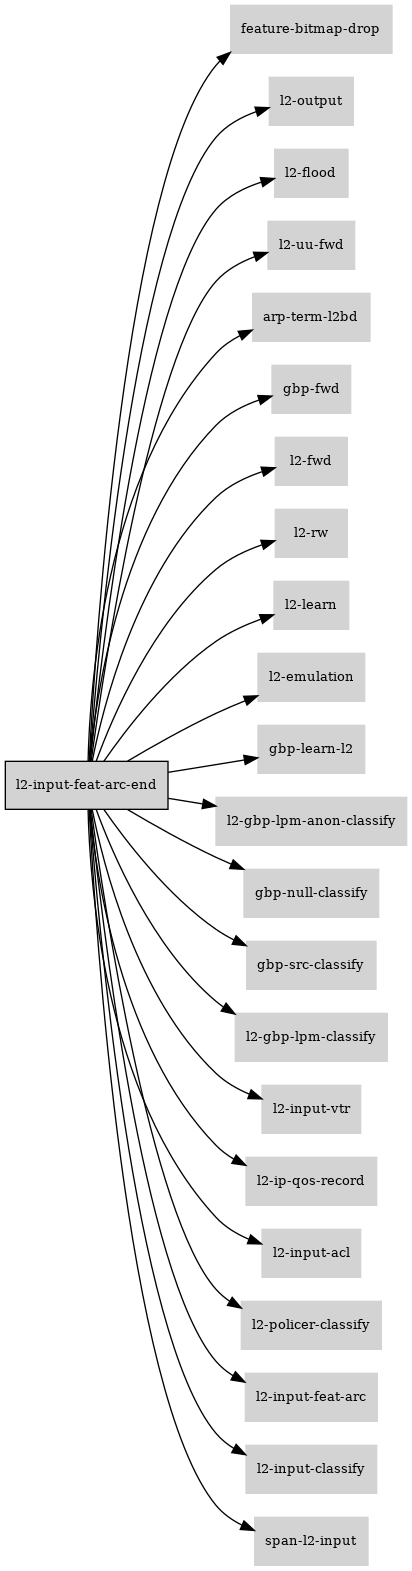 feature-bitmap-drop
l2-output
l2-flood
l2-uu-fwd
arp-term-l2bd
gbp-fwd
l2-fwd
l2-rw
l2-learn
l2-emulation
gbp-learn-l2
l2-input-feat-arc-end
l2-gbp-lpm-anon-classify
gbp-null-classify
gbp-src-classify
l2-gbp-lpm-classify
l2-input-vtr
l2-ip-qos-record
l2-input-acl
l2-policer-classify
l2-input-feat-arc
l2-input-classify
span-l2-input